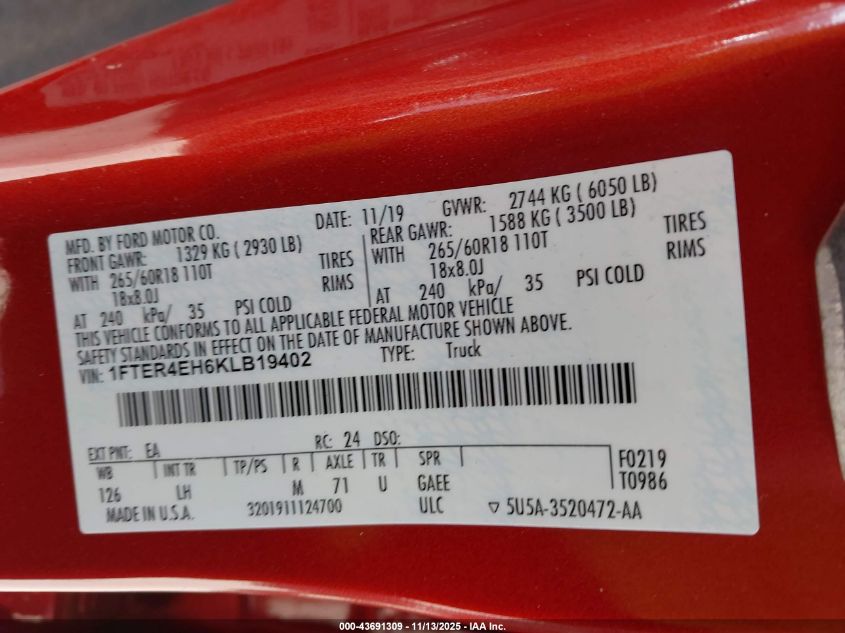 MFD. BY FORD MOTOR CO. DATE: 11/19 GVWR: 2744 KG ( 6050 LB)
FRONT GAWR: 1329 KG ( 2930 LB) REAR GAWR: 1588 KG ( 3500 LB)
WITH 265/60R18 110T TIRES WITH 265/60R18 110T TIRES
18x8.0J RIMS 18x8.0J RIMS
AT 240 kPa/ 35 PSI COLD AT 240 kPa/ 35 PSI COLD
THIS VEHICLE CONFORMS TO ALL APPLICABLE FEDERAL MOTOR VEHICLE
SAFETY STANDARDS IN EFFECT ON THE DATE OF MANUFACTURE SHOWN ABOVE.
VIN: 1FTER4EH6KLB19402 TYPE: Truck
EXT PNT: EA RC: 24 DSO:
WB INT TR TP/PS R AXLE TR SPR F0219
126 LH M 71 U GAEE T0986
MADE IN U.S.A. 3201911124700 ULC ▽ 5U5A-3520472-AA
000-43691309 - 11/13/2025 - IAA Inc.